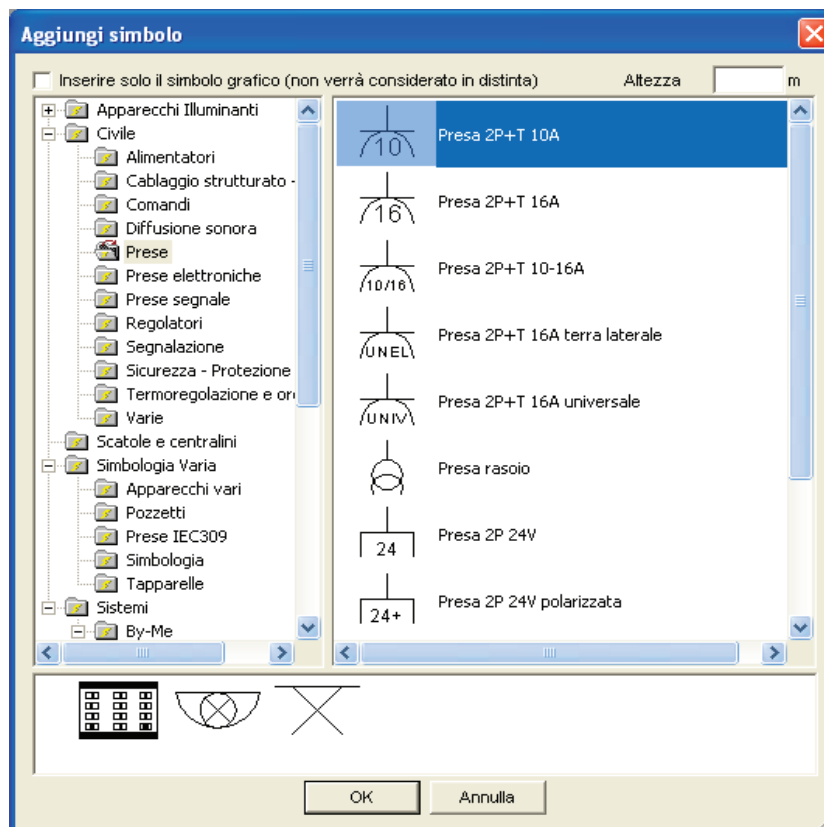 Aggiungi simbolo
Inserire solo il simbolo grafico (non verrà considerato in distinta)
Altezza
m
Apparecchi Illuminanti
Civile
Alimentatori
Cablaggio strutturato -
Comandi
Diffusione sonora
Prese
Prese elettroniche
Prese segnale
Regolatori
Segnalazione
Sicurezza - Protezione
Termoregolazione e oro
Varie
Scatole e centralini
Simbologia Varia
Apparecchi vari
Pozzetti
Prese IEC309
Simbologia
Tapparelle
Sistemi
By-Me
10
Presa 2P+T 10A
16
Presa 2P+T 16A
10/16
Presa 2P+T 10-16A
UNEL
Presa 2P+T 16A terra laterale
UNIV
Presa 2P+T 16A universale
Presa rasoio
24
Presa 2P 24V
24+
Presa 2P 24V polarizzata
OK
Annulla